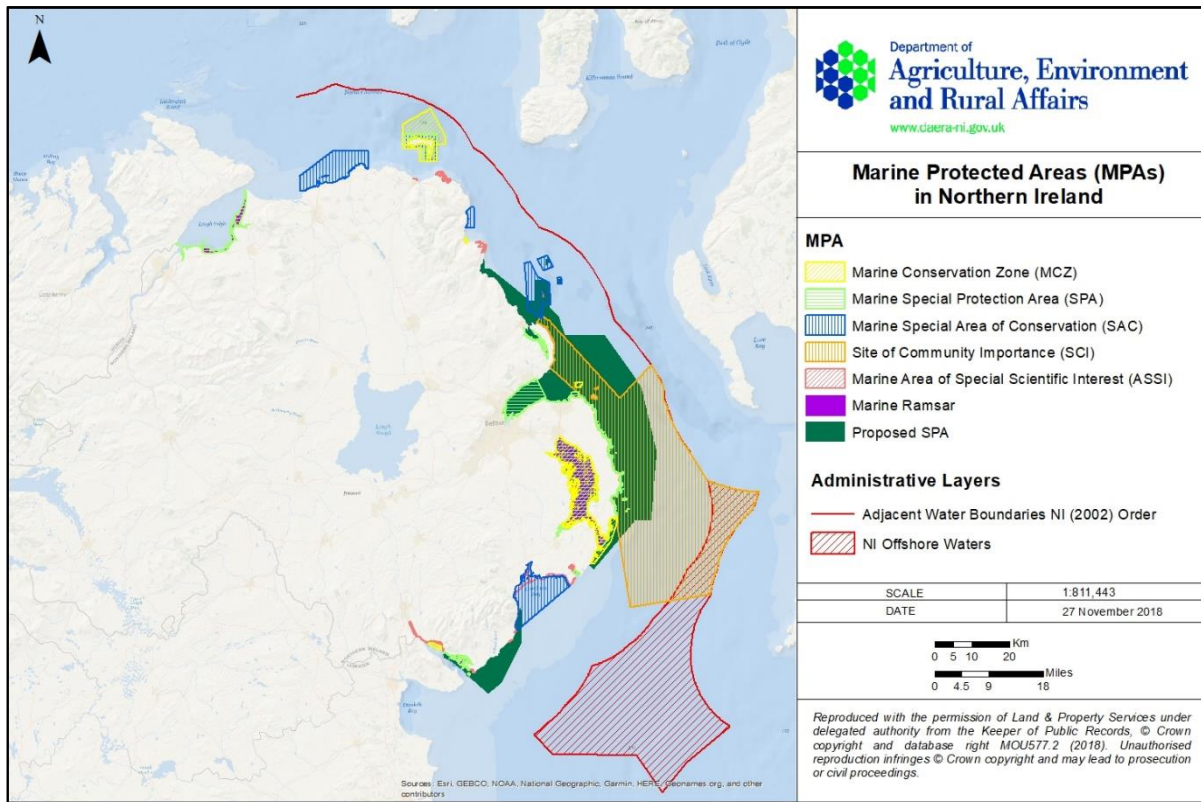 N
Department of
Agriculture, Environment
and Rural Affairs
www.daera-ni.gov.uk
Marine Protected Areas (MPAs)
in Northern Ireland
MPA
Marine Conservation Zone (MCZ)
Marine Special Protection Area (SPA)
Marine Special Area of Conservation (SAC)
Site of Community Importance (SCI)
Marine Area of Special Scientific Interest (ASSI)
Marine Ramsar
Proposed SPA
Administrative Layers
Adjacent Water Boundaries NI (2002) Order
NI Offshore Waters
SCALE 1:811,443
DATE 27 November 2018
Km
0 5 10 20
Miles
0 4.5 9 18
Reproduced with the permission of Land & Property Services under
delegated authority from the Keeper of Public Records, © Crown
copyright and database right MOU577.2 (2018). Unauthorised
reproduction infringes © Crown copyright and may lead to prosecution
or civil proceedings.
Sources: Esri, GEBCO, NOAA, National Geographic, Garmin, HERE, Geonames.org, and other
contributors